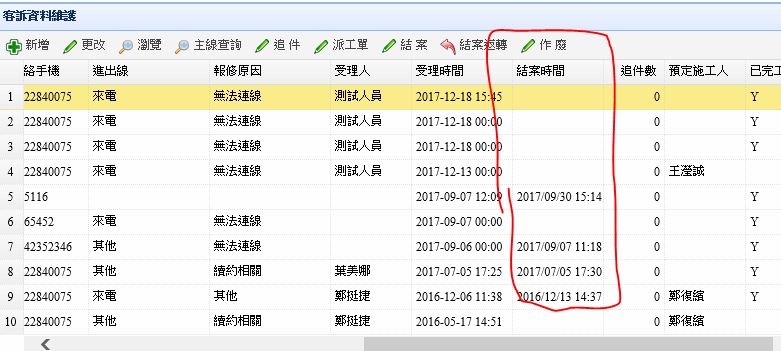 客訴資料維護
新增 更改 瀏覽 主線查詢 追 件 派工單 結 案 結案返轉 作 廢
絡手機 進出線 報修原因 受理人 受理時間 結案時間 追件數 預定施工人 已完工
1 22840075 來電 無法連線 測試人員 2017-12-18 15:45 0 Y
2 22840075 來電 無法連線 測試人員 2017-12-18 00:00 0 Y
3 22840075 來電 無法連線 測試人員 2017-12-18 00:00 0 Y
4 22840075 來電 無法連線 測試人員 2017-12-13 00:00 0 王瀅誠
5 5116 2017-09-07 12:09 2017/09/30 15:14 0 Y
6 65452 來電 無法連線 2017-09-07 00:00 0 Y
7 42352346 其他 無法連線 2017-09-06 00:00 2017/09/07 11:18 0 Y
8 22840075 其他 續約相關 葉美娜 2017-07-05 17:25 2017/07/05 17:30 0 Y
9 22840075 來電 其他 鄭挺捷 2016-12-06 11:38 2016/12/13 14:37 0 鄭復繽 Y
10 22840075 其他 續約相關 鄭挺捷 2016-05-17 14:51 0 鄭復繽